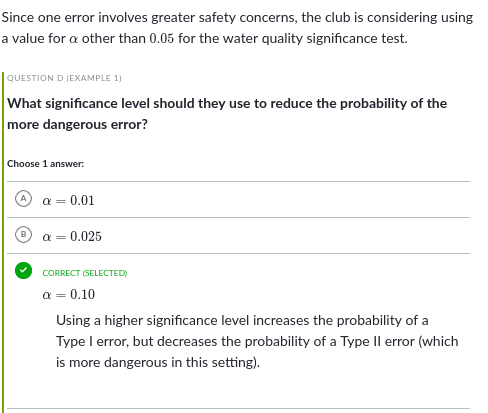 Since one error involves greater safety concerns, the club is considering using
a value for α other than 0.05 for the water quality significance test.
QUESTION D (EXAMPLE 1)
What significance level should they use to reduce the probability of the
more dangerous error?
Choose 1 answer:
A α = 0.01
B α = 0.025
CORRECT (SELECTED)
α = 0.10
Using a higher significance level increases the probability of a
Type I error, but decreases the probability of a Type II error (which
is more dangerous in this setting).